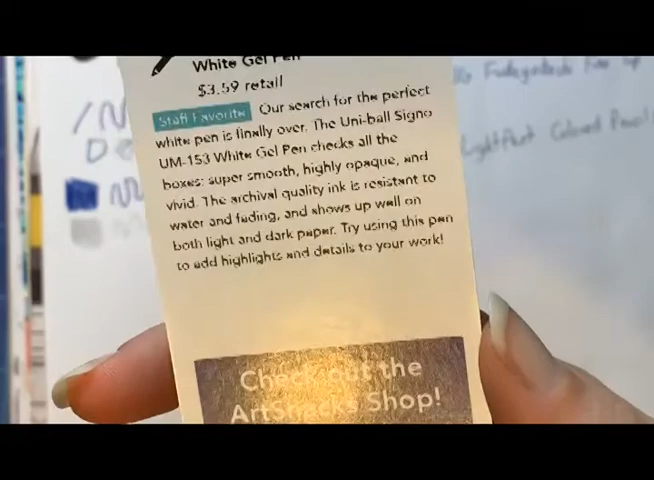 White Gel Pen
$3.59 retail
Staff Favorite Our search for the perfect
white pen is finally over. The Uni-ball Signo
UM-153 White Gel Pen checks all the
boxes: super smooth, highly opaque, and
vivid. The archival quality ink is resistant to
water and fading, and shows up well on
both light and dark paper. Try using this pen
to add highlights and details to your work!
Check out the
ArtSnacks Shop!
Lightfast Colored Pencil